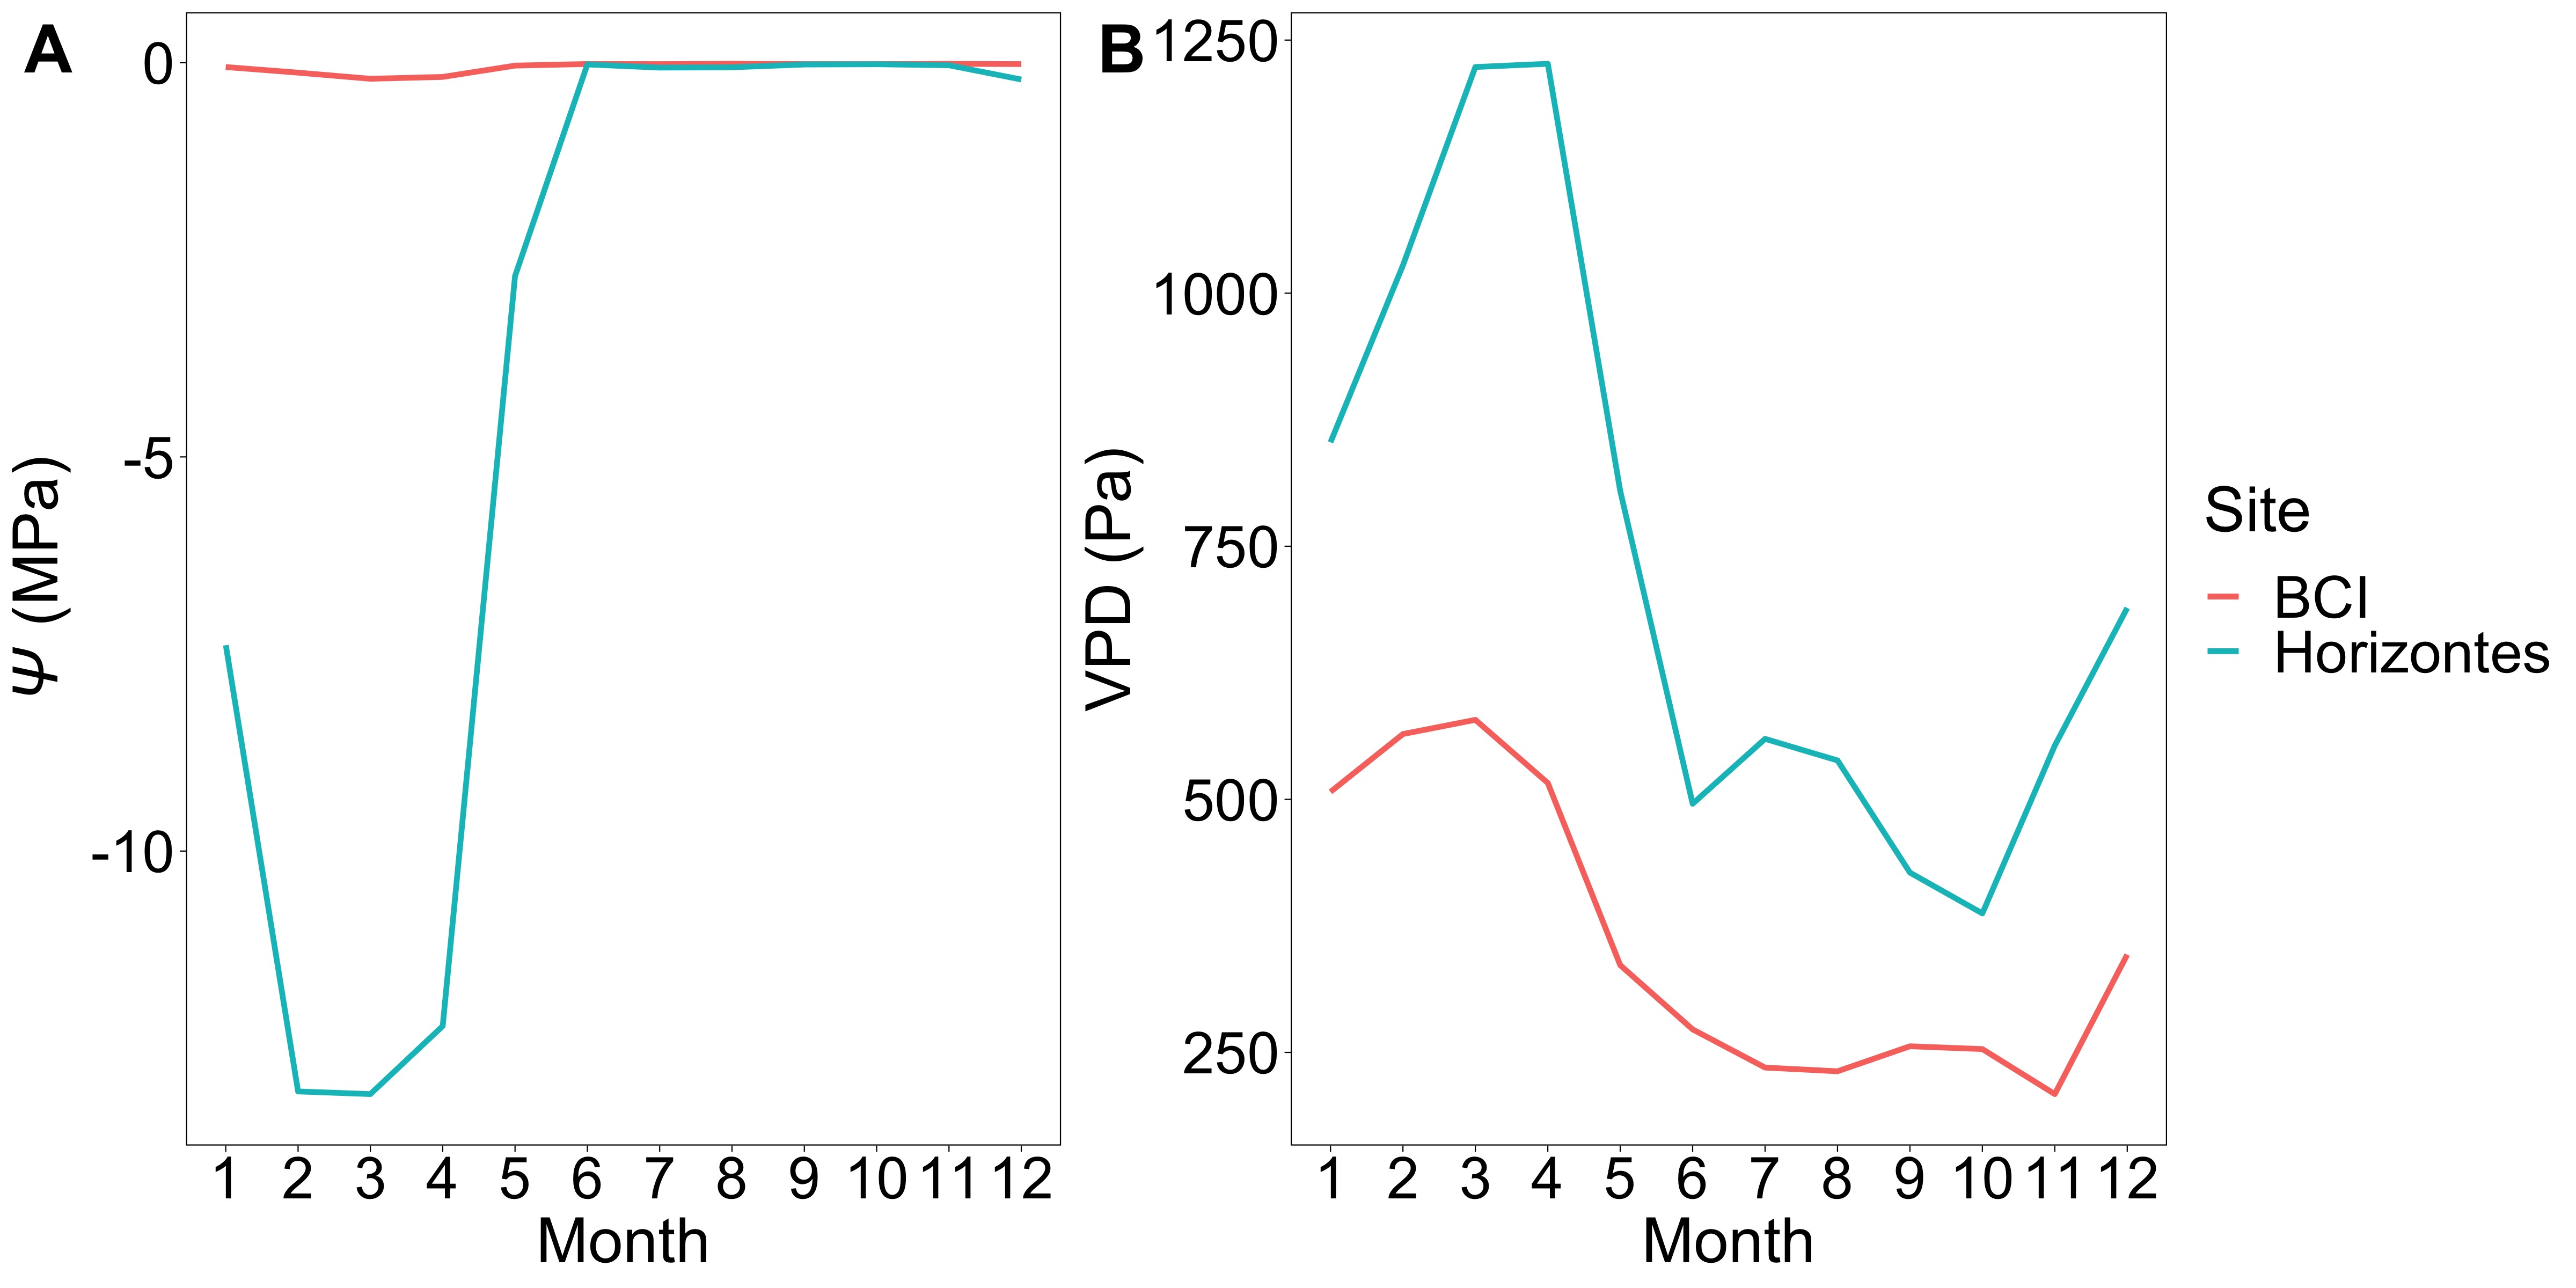 A
0
-5
-10
Ψ (MPa)
1 2 3 4 5 6 7 8 9 10 11 12
Month
B
1250
1000
750
500
250
VPD (Pa)
1 2 3 4 5 6 7 8 9 10 11 12
Month
Site
BCI
Horizontes